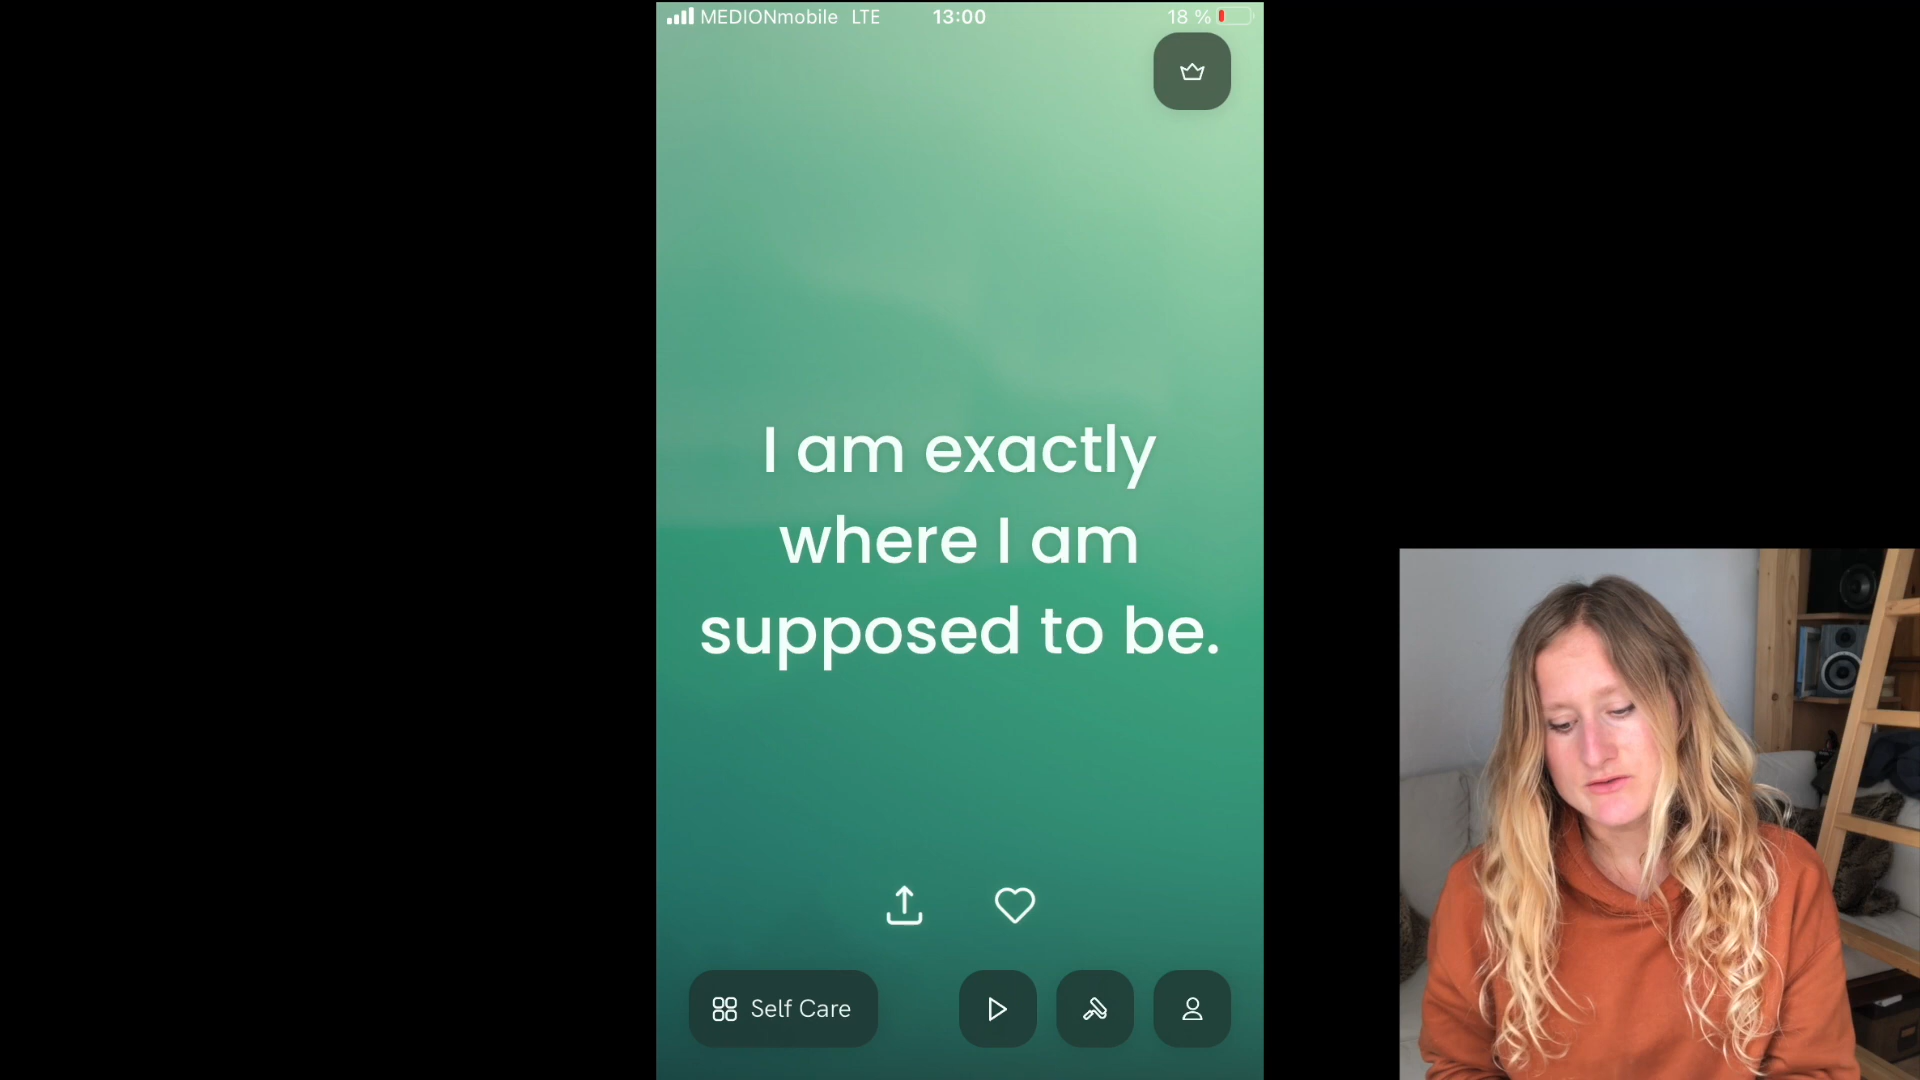 MEDIONmobile LTE 13:00 18 %
I am exactly
where I am
supposed to be.
Self Care